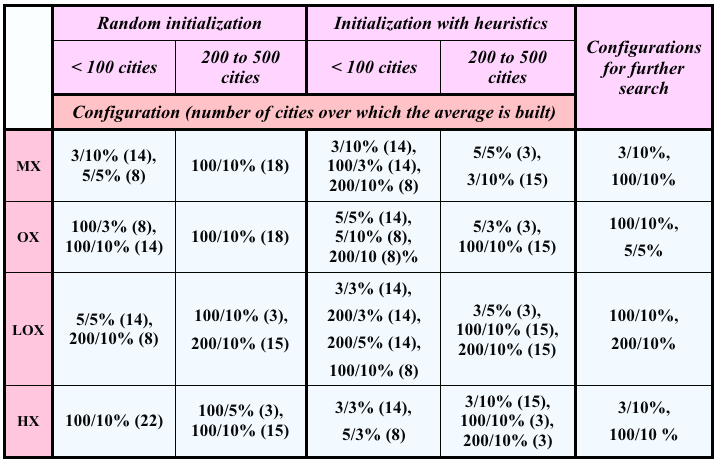 Random initialization
Initialization with heuristics
Configurations
for further
search
< 100 cities
200 to 500
cities
< 100 cities
200 to 500
cities
Configuration (number of cities over which the average is built)
MX
3/10% (14),
5/5% (8)
100/10% (18)
3/10% (14),
100/3% (14),
200/10% (8)
5/5% (3),
3/10% (15)
3/10%,
100/10%
OX
100/3% (8),
100/10% (14)
100/10% (18)
5/5% (14),
5/10% (8),
200/10 (8)%
5/3% (3),
100/10% (15)
100/10%,
5/5%
LOX
5/5% (14),
200/10% (8)
100/10% (3),
200/10% (15)
3/3% (14),
200/3% (14),
200/5% (14),
100/10% (8)
3/5% (3),
100/10% (15),
200/10% (15)
100/10%,
200/10%
HX
100/10% (22)
100/5% (3),
100/10% (15)
3/3% (14),
5/3% (8)
3/10% (15),
100/10% (3),
200/10% (3)
3/10%,
100/10 %